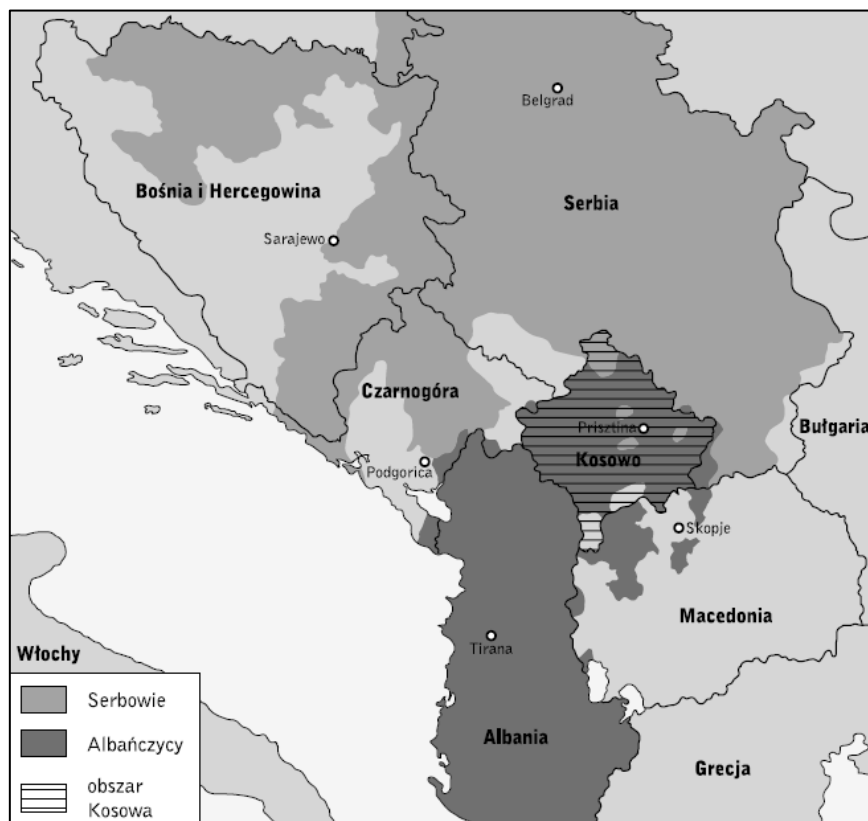 Belgrad
Bośnia i Hercegowina
Serbia
Sarajewo
Czarnogóra
Bułgaria
Prisztina
Kosowo
Podgorica
Skopje
Macedonia
Tirana
Włochy
Albania
Grecja
Serbowie
Albańczycy
obszar
Kosowa